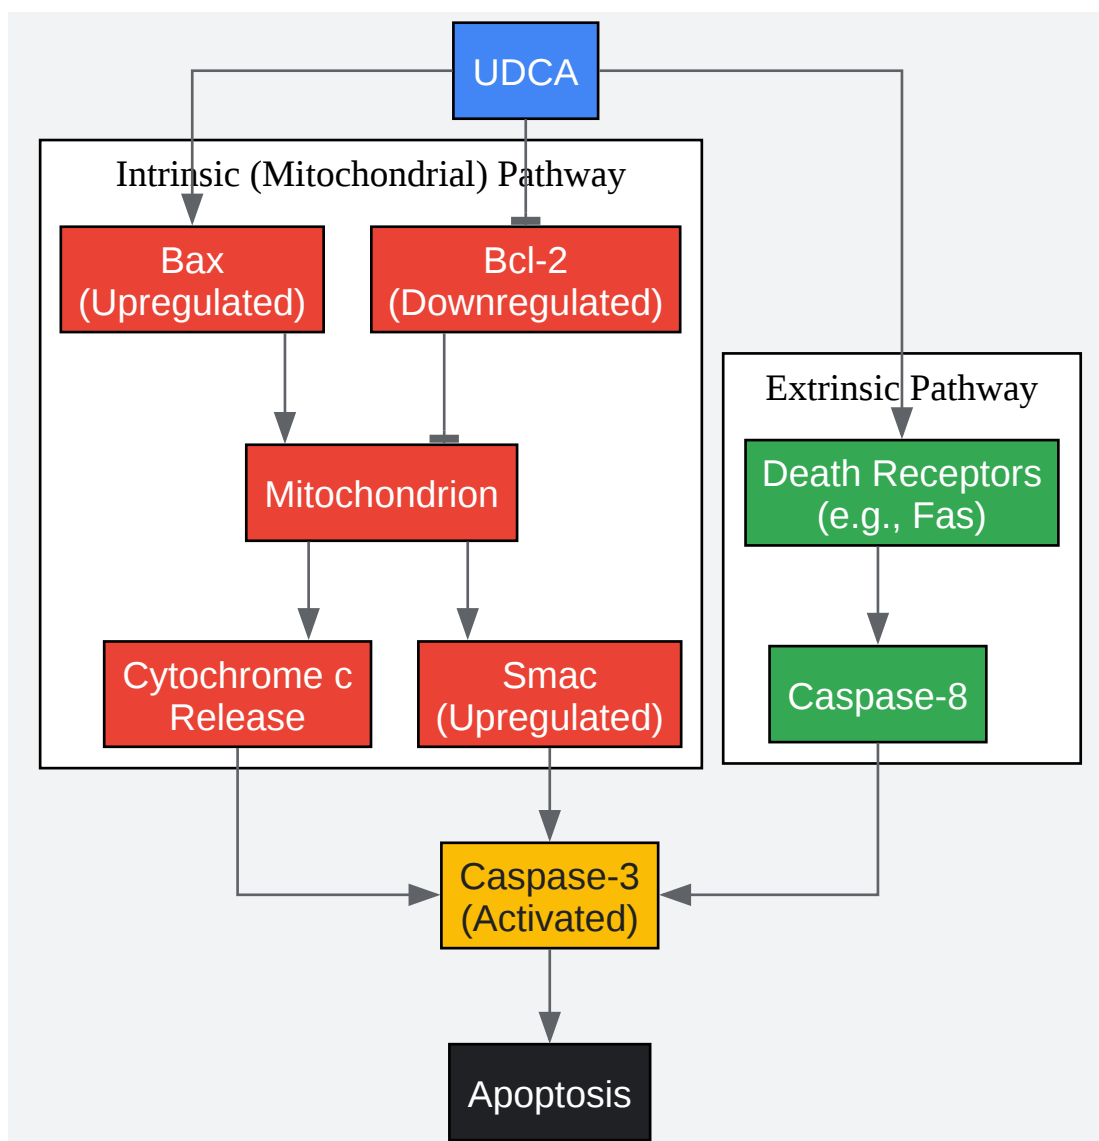 UDCA
Intrinsic (Mitochondrial) Pathway
Bax
(Upregulated)
Bcl-2
(Downregulated)
Extrinsic Pathway
Death Receptors
(e.g., Fas)
Mitochondrion
Cytochrome c
Release
Smac
(Upregulated)
Caspase-8
Caspase-3
(Activated)
Apoptosis